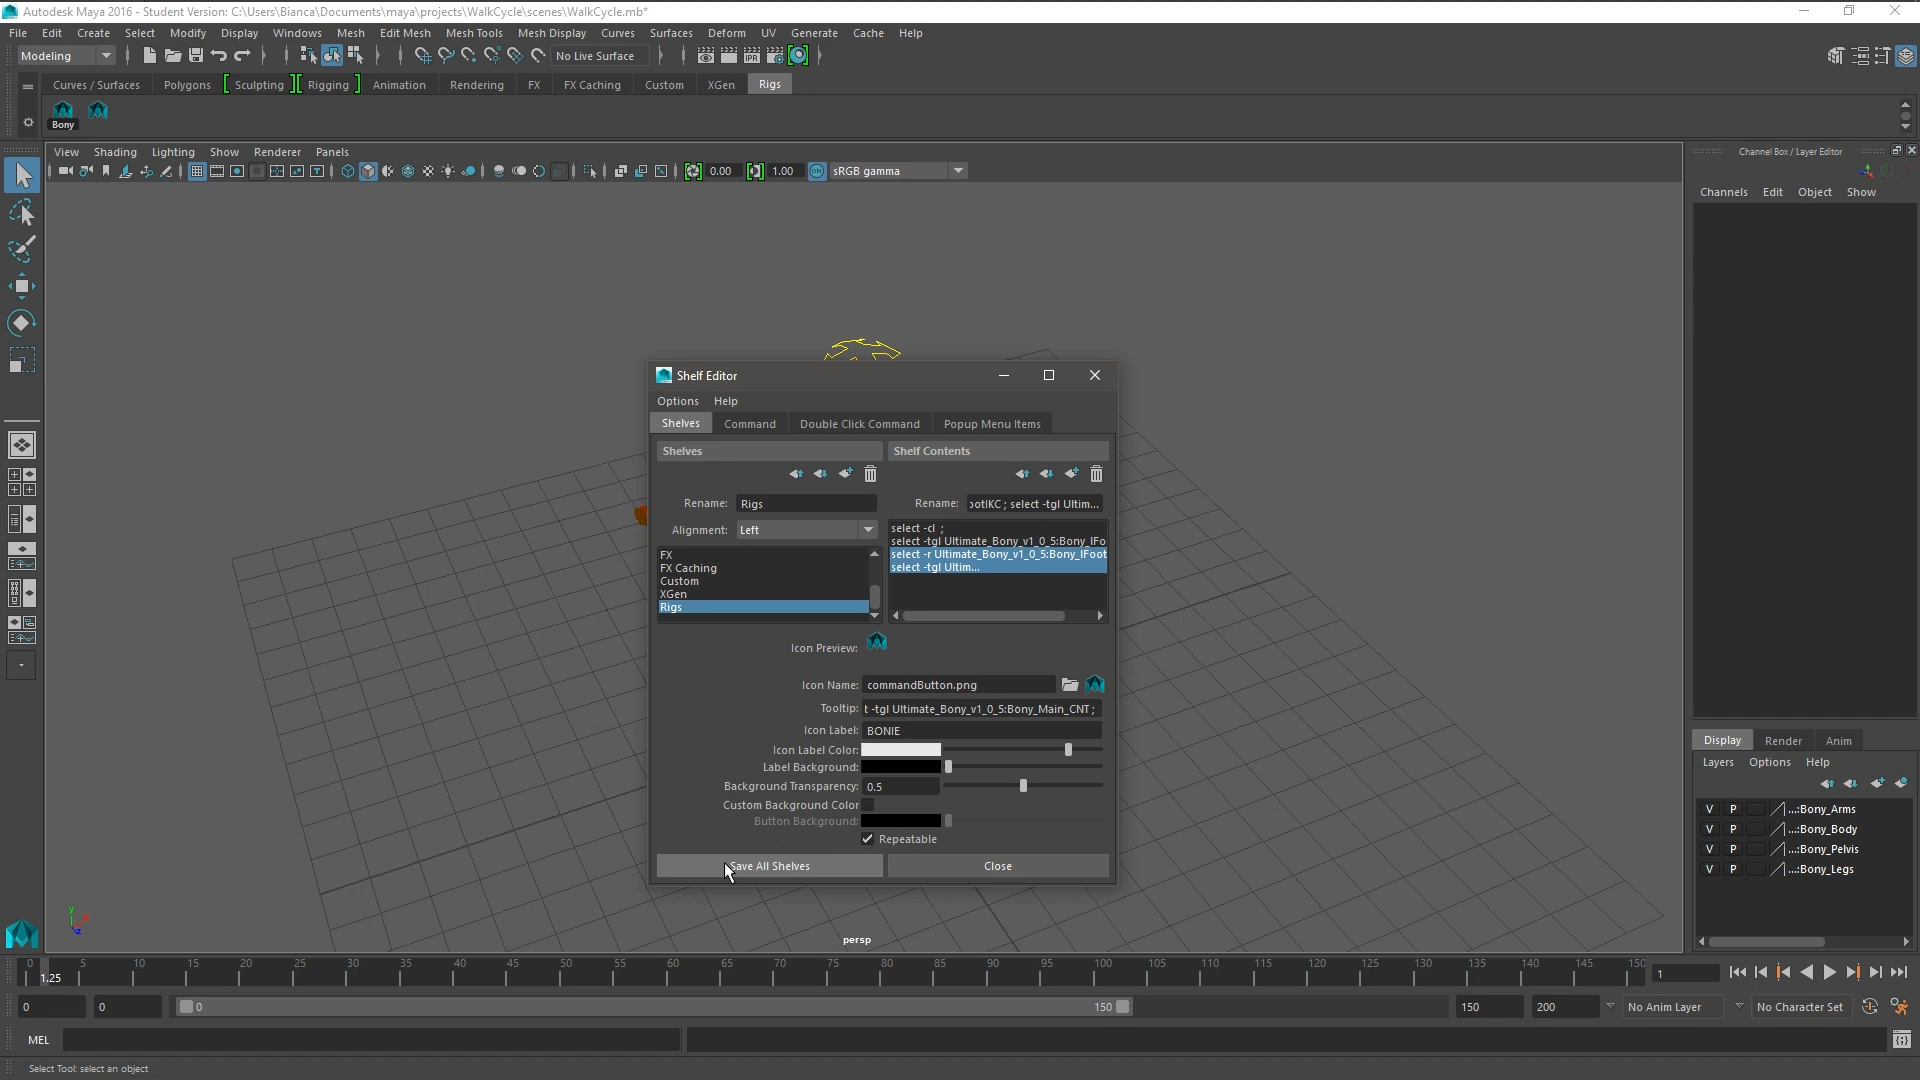 Autodesk Maya 2016 - Student Version: C:\Users\Bianca\Documents\maya\projects\WalkCycle\scenes\WalkCycle.mb*
File Edit Create Select Modify Display Windows Mesh Edit Mesh Mesh Tools Mesh Display Curves Surfaces Deform UV Generate Cache Help
Modeling No Live Surface IPR
Curves / Surfaces Polygons Sculpting Rigging Animation Rendering FX FX Caching Custom XGen Rigs
Bony
View Shading Lighting Show Renderer Panels
0.00 1.00 ON sRGB gamma
Channel Box / Layer Editor
Channels Edit Object Show
Shelf Editor
Options Help
Shelves Command Double Click Command Popup Menu Items
Shelves Shelf Contents
Rename: Rigs Rename: ootIKC ; select -tgl Ultim...
Alignment: Left
select -cl ;
select -tgl Ultimate_Bony_v1_0_5:Bony_lFo
FX select -r Ultimate_Bony_v1_0_5:Bony_lFoot
FX Caching select -tgl Ultim...
Custom
XGen
Rigs
Icon Preview:
Icon Name: commandButton.png
Tooltip: t -tgl Ultimate_Bony_v1_0_5:Bony_Main_CNT ;
Icon Label: BONIE
Icon Label Color:
Label Background:
Background Transparency: 0.5
Custom Background Color
Button Background:
Repeatable
Save All Shelves Close
Display Render Anim
Layers Options Help
V P ...:Bony_Arms
V P ...:Bony_Body
V P ...:Bony_Pelvis
V P ...:Bony_Legs
y x z
persp
0 5 10 15 20 25 30 35 40 45 50 55 60 65 70 75 80 85 90 95 100 105 110 115 120 125 130 135 140 145 150
1.25 1
0 0 0 150 150 200 No Anim Layer No Character Set
MEL
Select Tool: select an object